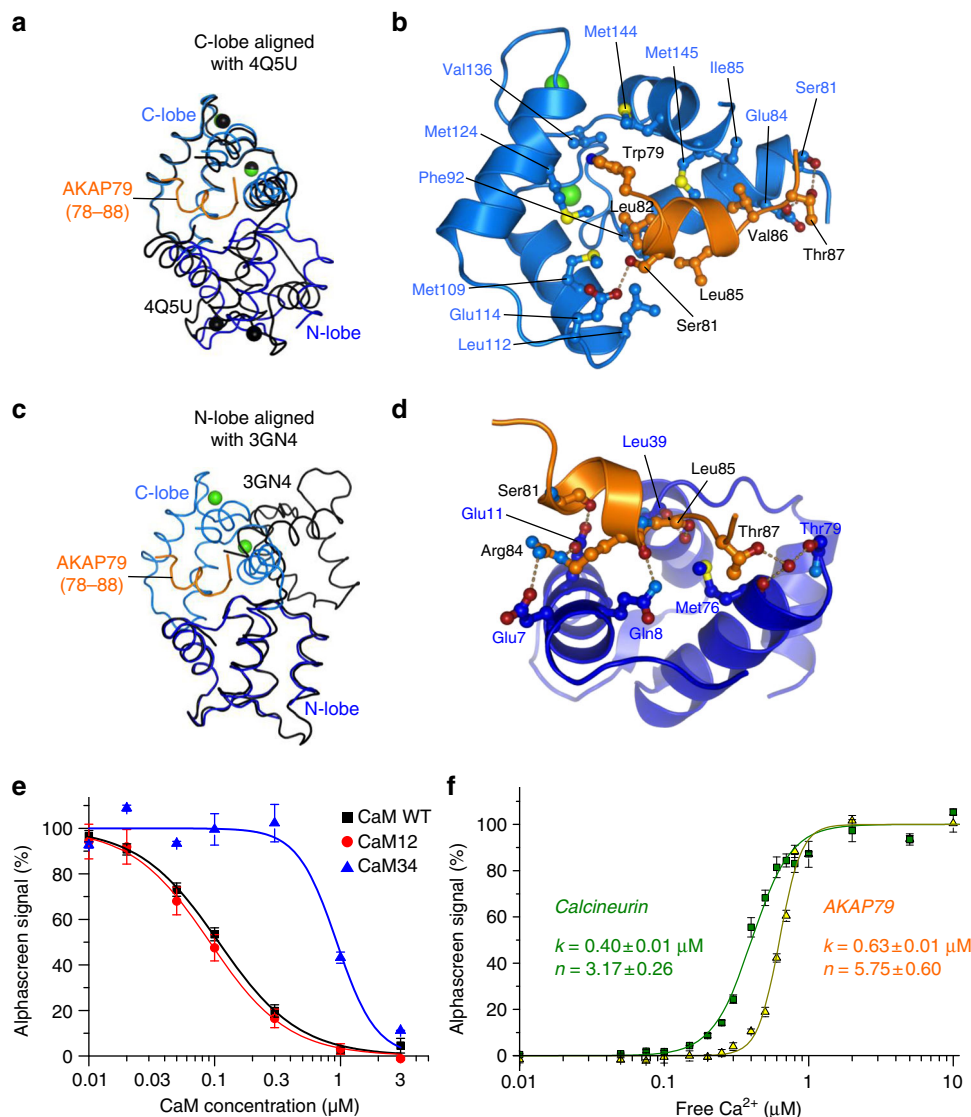 a
C-lobe aligned
with 4Q5U
C-lobe
AKAP79
(78–88)
4Q5U
N-lobe
b
Met144
Met145
Val136
Ile85
Ser81
Glu84
Met124
Trp79
Phe92
Leu82
Val86
Thr87
Met109
Leu85
Glu114
Ser81
Leu112
c
N-lobe aligned
with 3GN4
3GN4
C-lobe
AKAP79
(78–88)
N-lobe
d
Leu39
Leu85
Ser81
Glu11
Thr87
Thr79
Arg84
Met76
Glu7
Gln8
e
Alphascreen signal (%)
100
80
60
40
20
0
CaM WT
CaM12
CaM34
0.01
0.03
0.1
0.3
1
3
CaM concentration (µM)
f
Alphascreen signal (%)
100
80
60
40
20
0
Calcineurin
k = 0.40±0.01 µM
n = 3.17±0.26
AKAP79
k = 0.63±0.01 µM
n = 5.75±0.60
0.01
0.1
1
10
Free Ca²⁺ (µM)